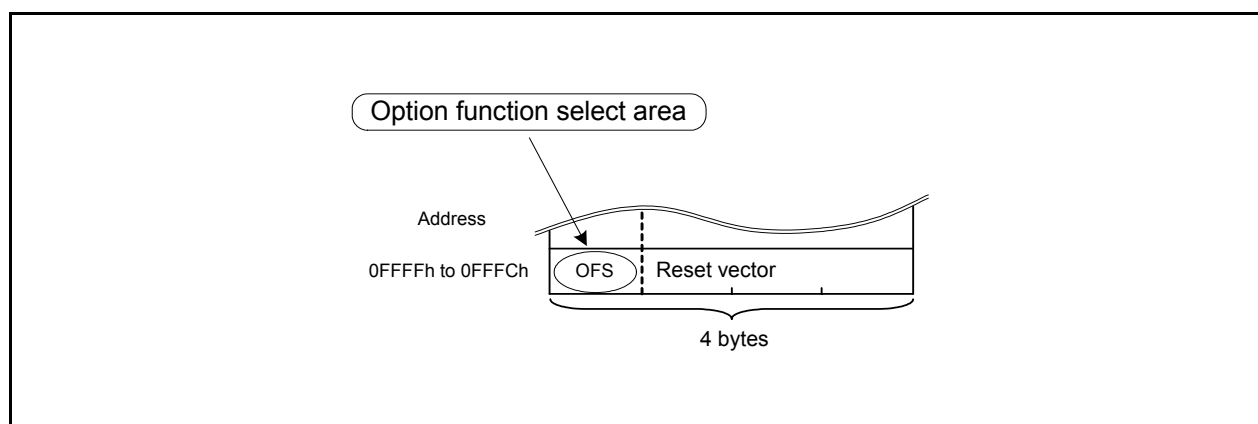 Option function select area
Address
0FFFFh to 0FFFCh
OFS
Reset vector
4 bytes